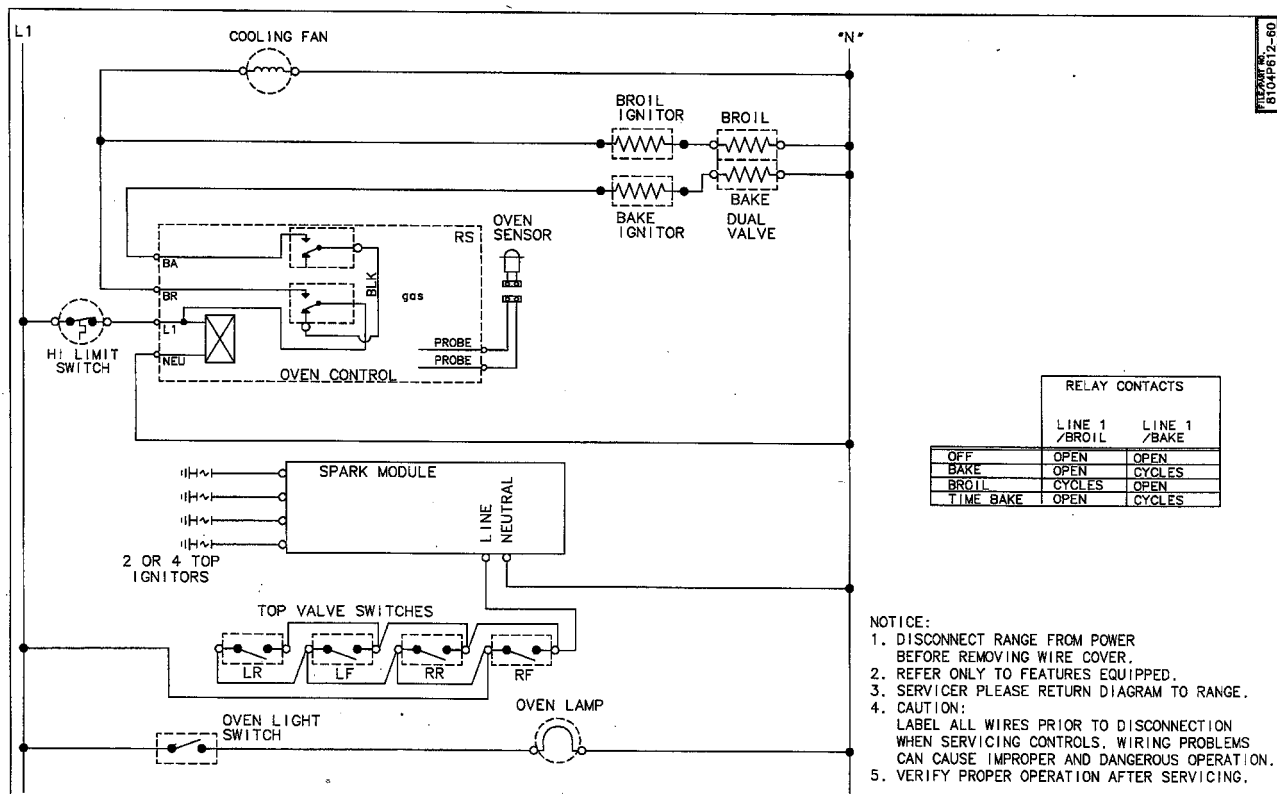 L1
COOLING FAN
"N"
FILE/PART NO.
8104P612-60
BROIL
IGNITOR
BROIL
BAKE
IGNITOR
BAKE
DUAL
VALVE
OVEN
SENSOR
RS
BA
BR
BLK
gas
L1
NEU
HI LIMIT
SWITCH
PROBE
PROBE
OVEN CONTROL
RELAY CONTACTS
LINE 1 LINE 1
/BROIL /BAKE
OFF OPEN OPEN
BAKE OPEN CYCLES
BROIL CYCLES OPEN
TIME BAKE OPEN CYCLES
SPARK MODULE
LINE
NEUTRAL
2 OR 4 TOP
IGNITORS
TOP VALVE SWITCHES
LR LF RR RF
OVEN LIGHT
SWITCH
OVEN LAMP
NOTICE:
1. DISCONNECT RANGE FROM POWER
BEFORE REMOVING WIRE COVER.
2. REFER ONLY TO FEATURES EQUIPPED.
3. SERVICER PLEASE RETURN DIAGRAM TO RANGE.
4. CAUTION:
LABEL ALL WIRES PRIOR TO DISCONNECTION
WHEN SERVICING CONTROLS. WIRING PROBLEMS
CAN CAUSE IMPROPER AND DANGEROUS OPERATION.
5. VERIFY PROPER OPERATION AFTER SERVICING.